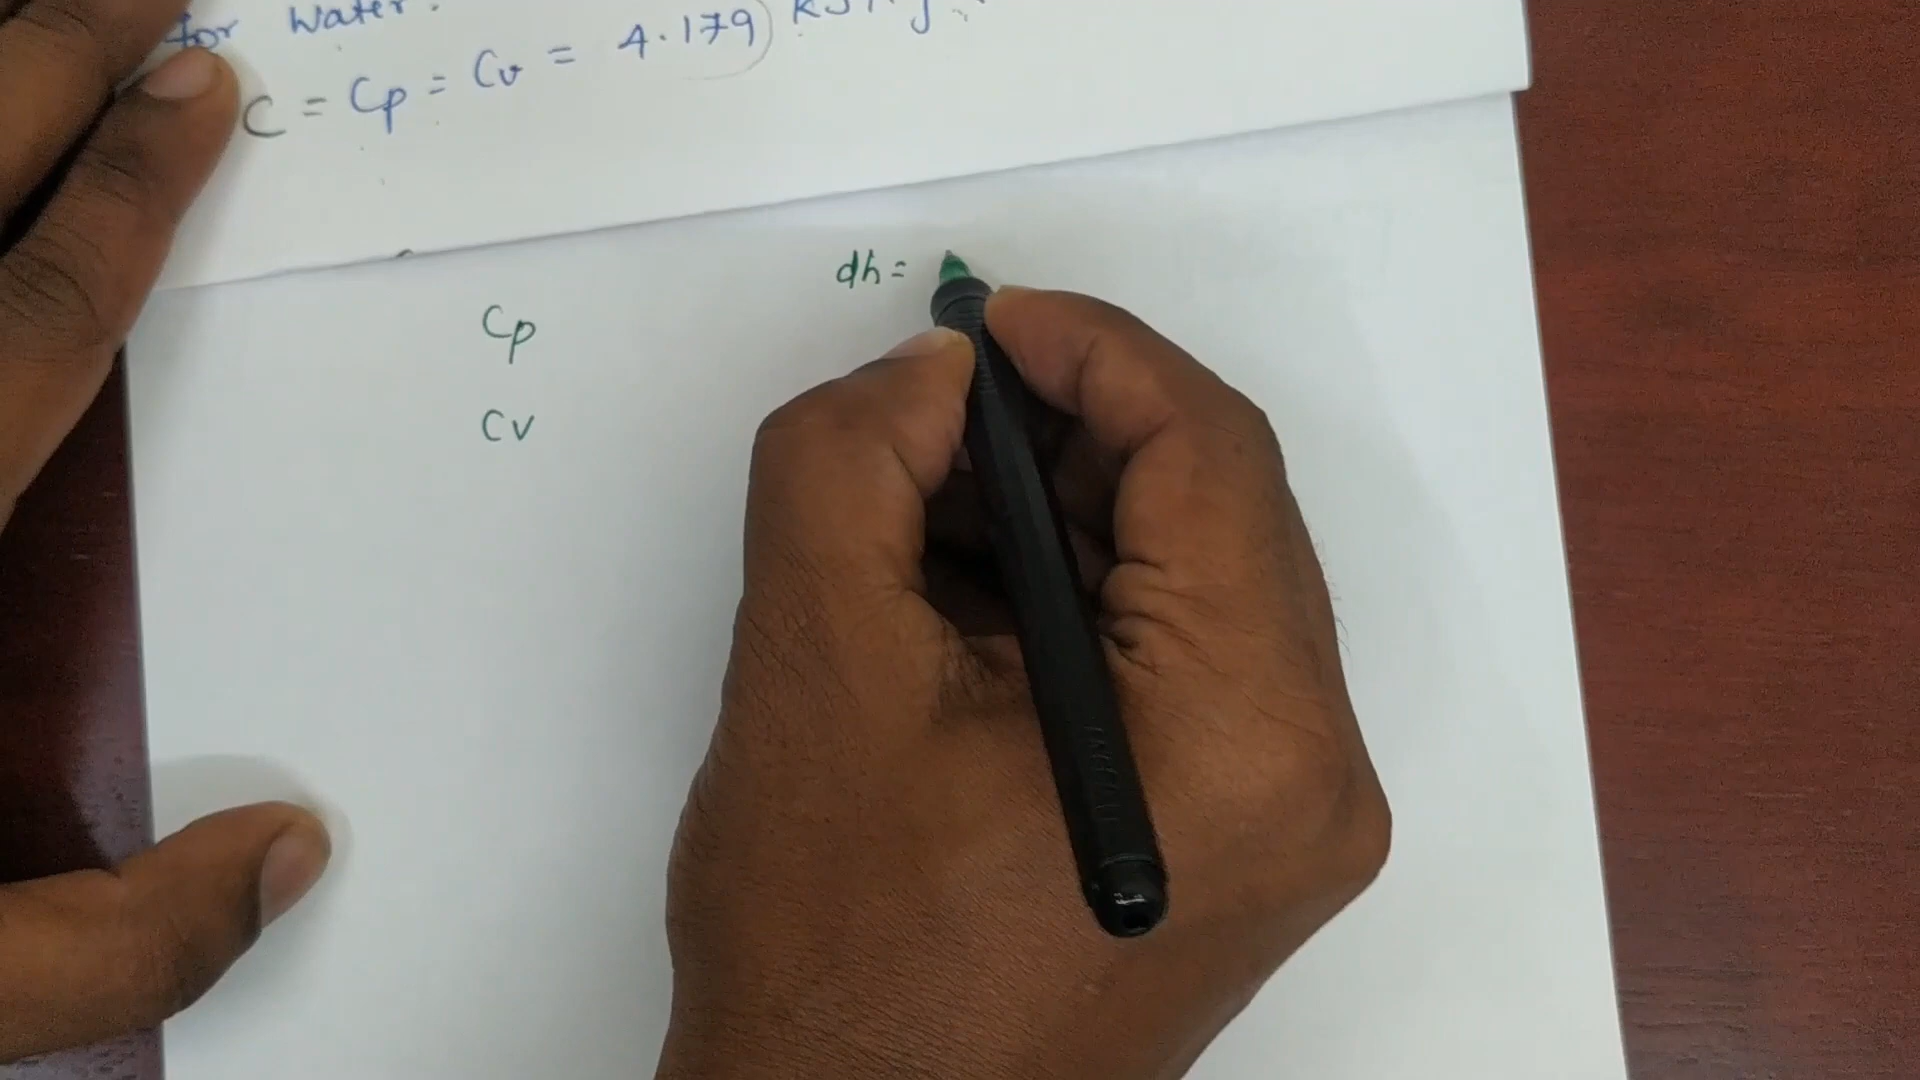 for Water.
C = Cp = Cv = 4.179
dh =
Cp
Cv